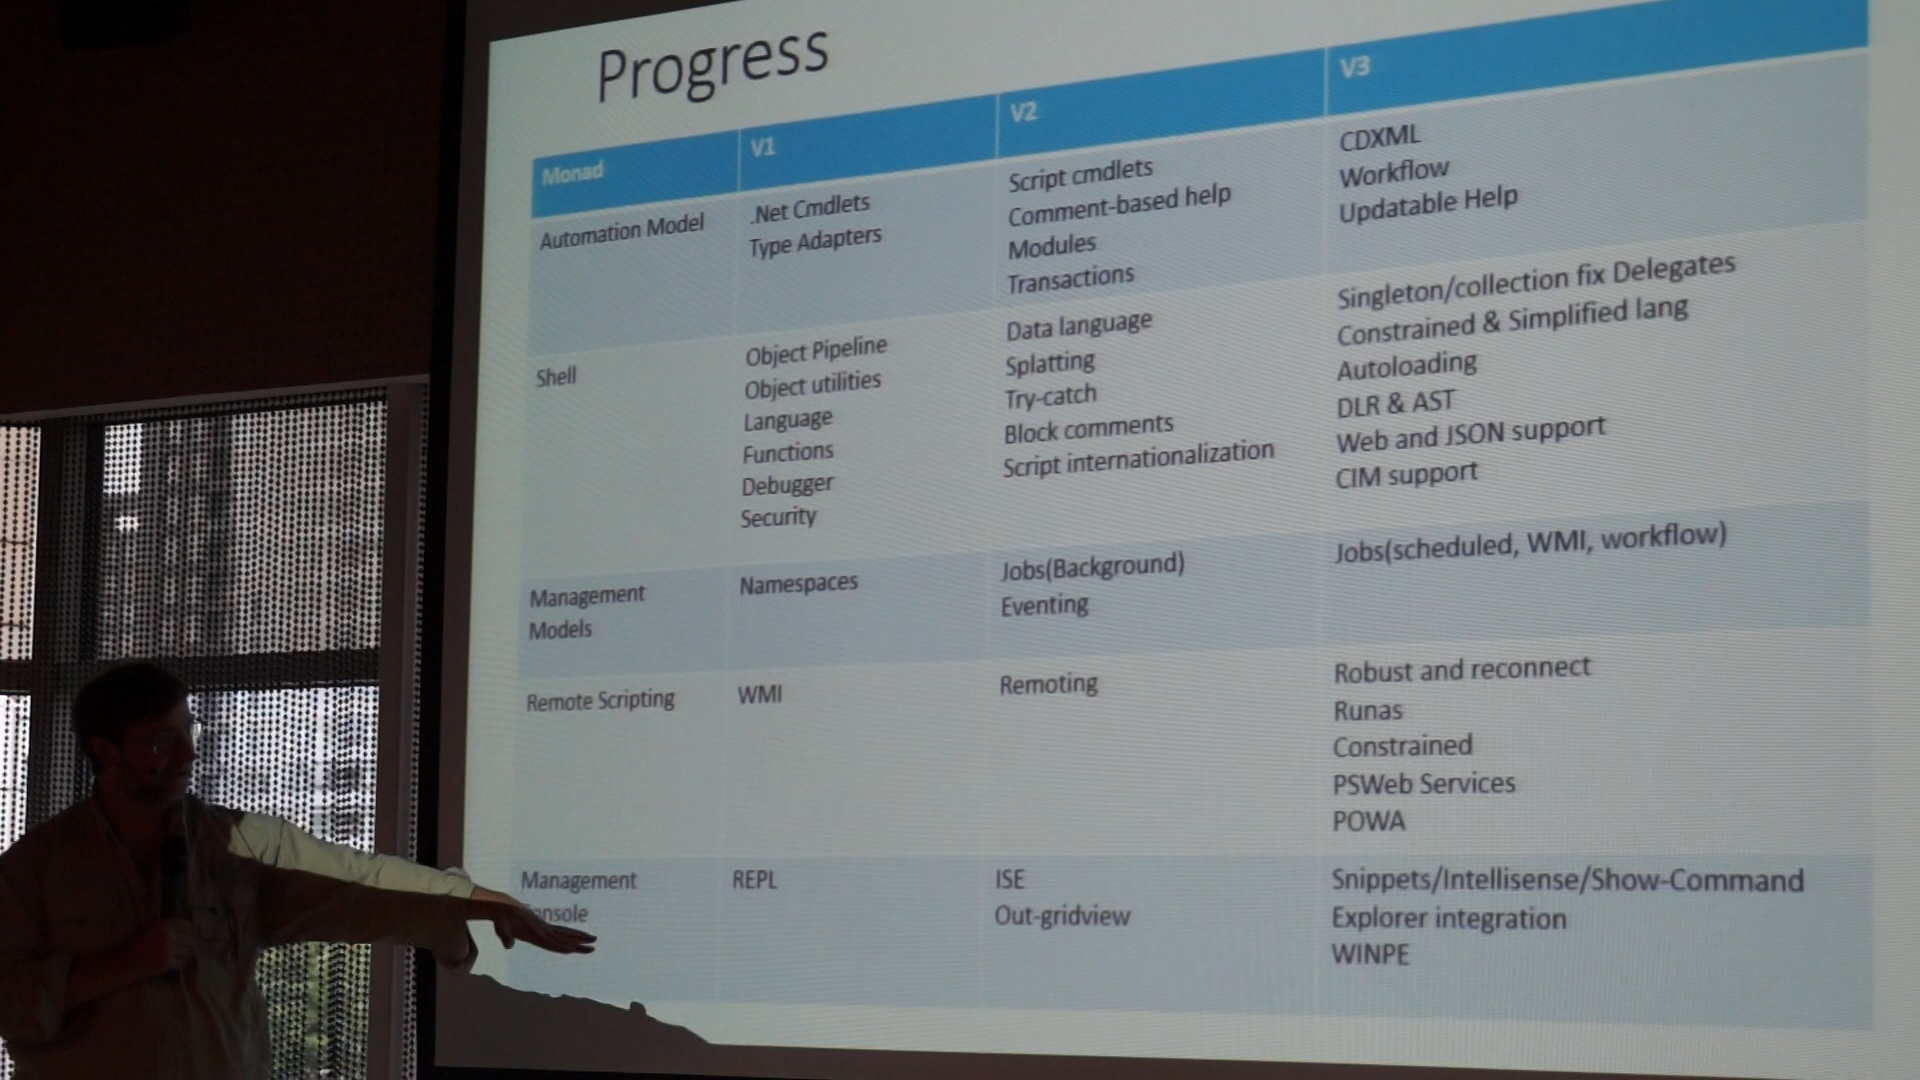 Progress
Monad
V1
V2
V3
Automation Model
.Net Cmdlets
Type Adapters
Script cmdlets
Comment-based help
Modules
Transactions
CDXML
Workflow
Updatable Help
Shell
Object Pipeline
Object utilities
Language
Functions
Debugger
Security
Data language
Splatting
Try-catch
Block comments
Script internationalization
Singleton/collection fix Delegates
Constrained & Simplified lang
Autoloading
DLR & AST
Web and JSON support
CIM support
Management
Models
Namespaces
Jobs(Background)
Eventing
Jobs(scheduled, WMI, workflow)
Remote Scripting
WMI
Remoting
Robust and reconnect
Runas
Constrained
PSWeb Services
POWA
Management
onsole
REPL
ISE
Out-gridview
Snippets/Intellisense/Show-Command
Explorer integration
WINPE